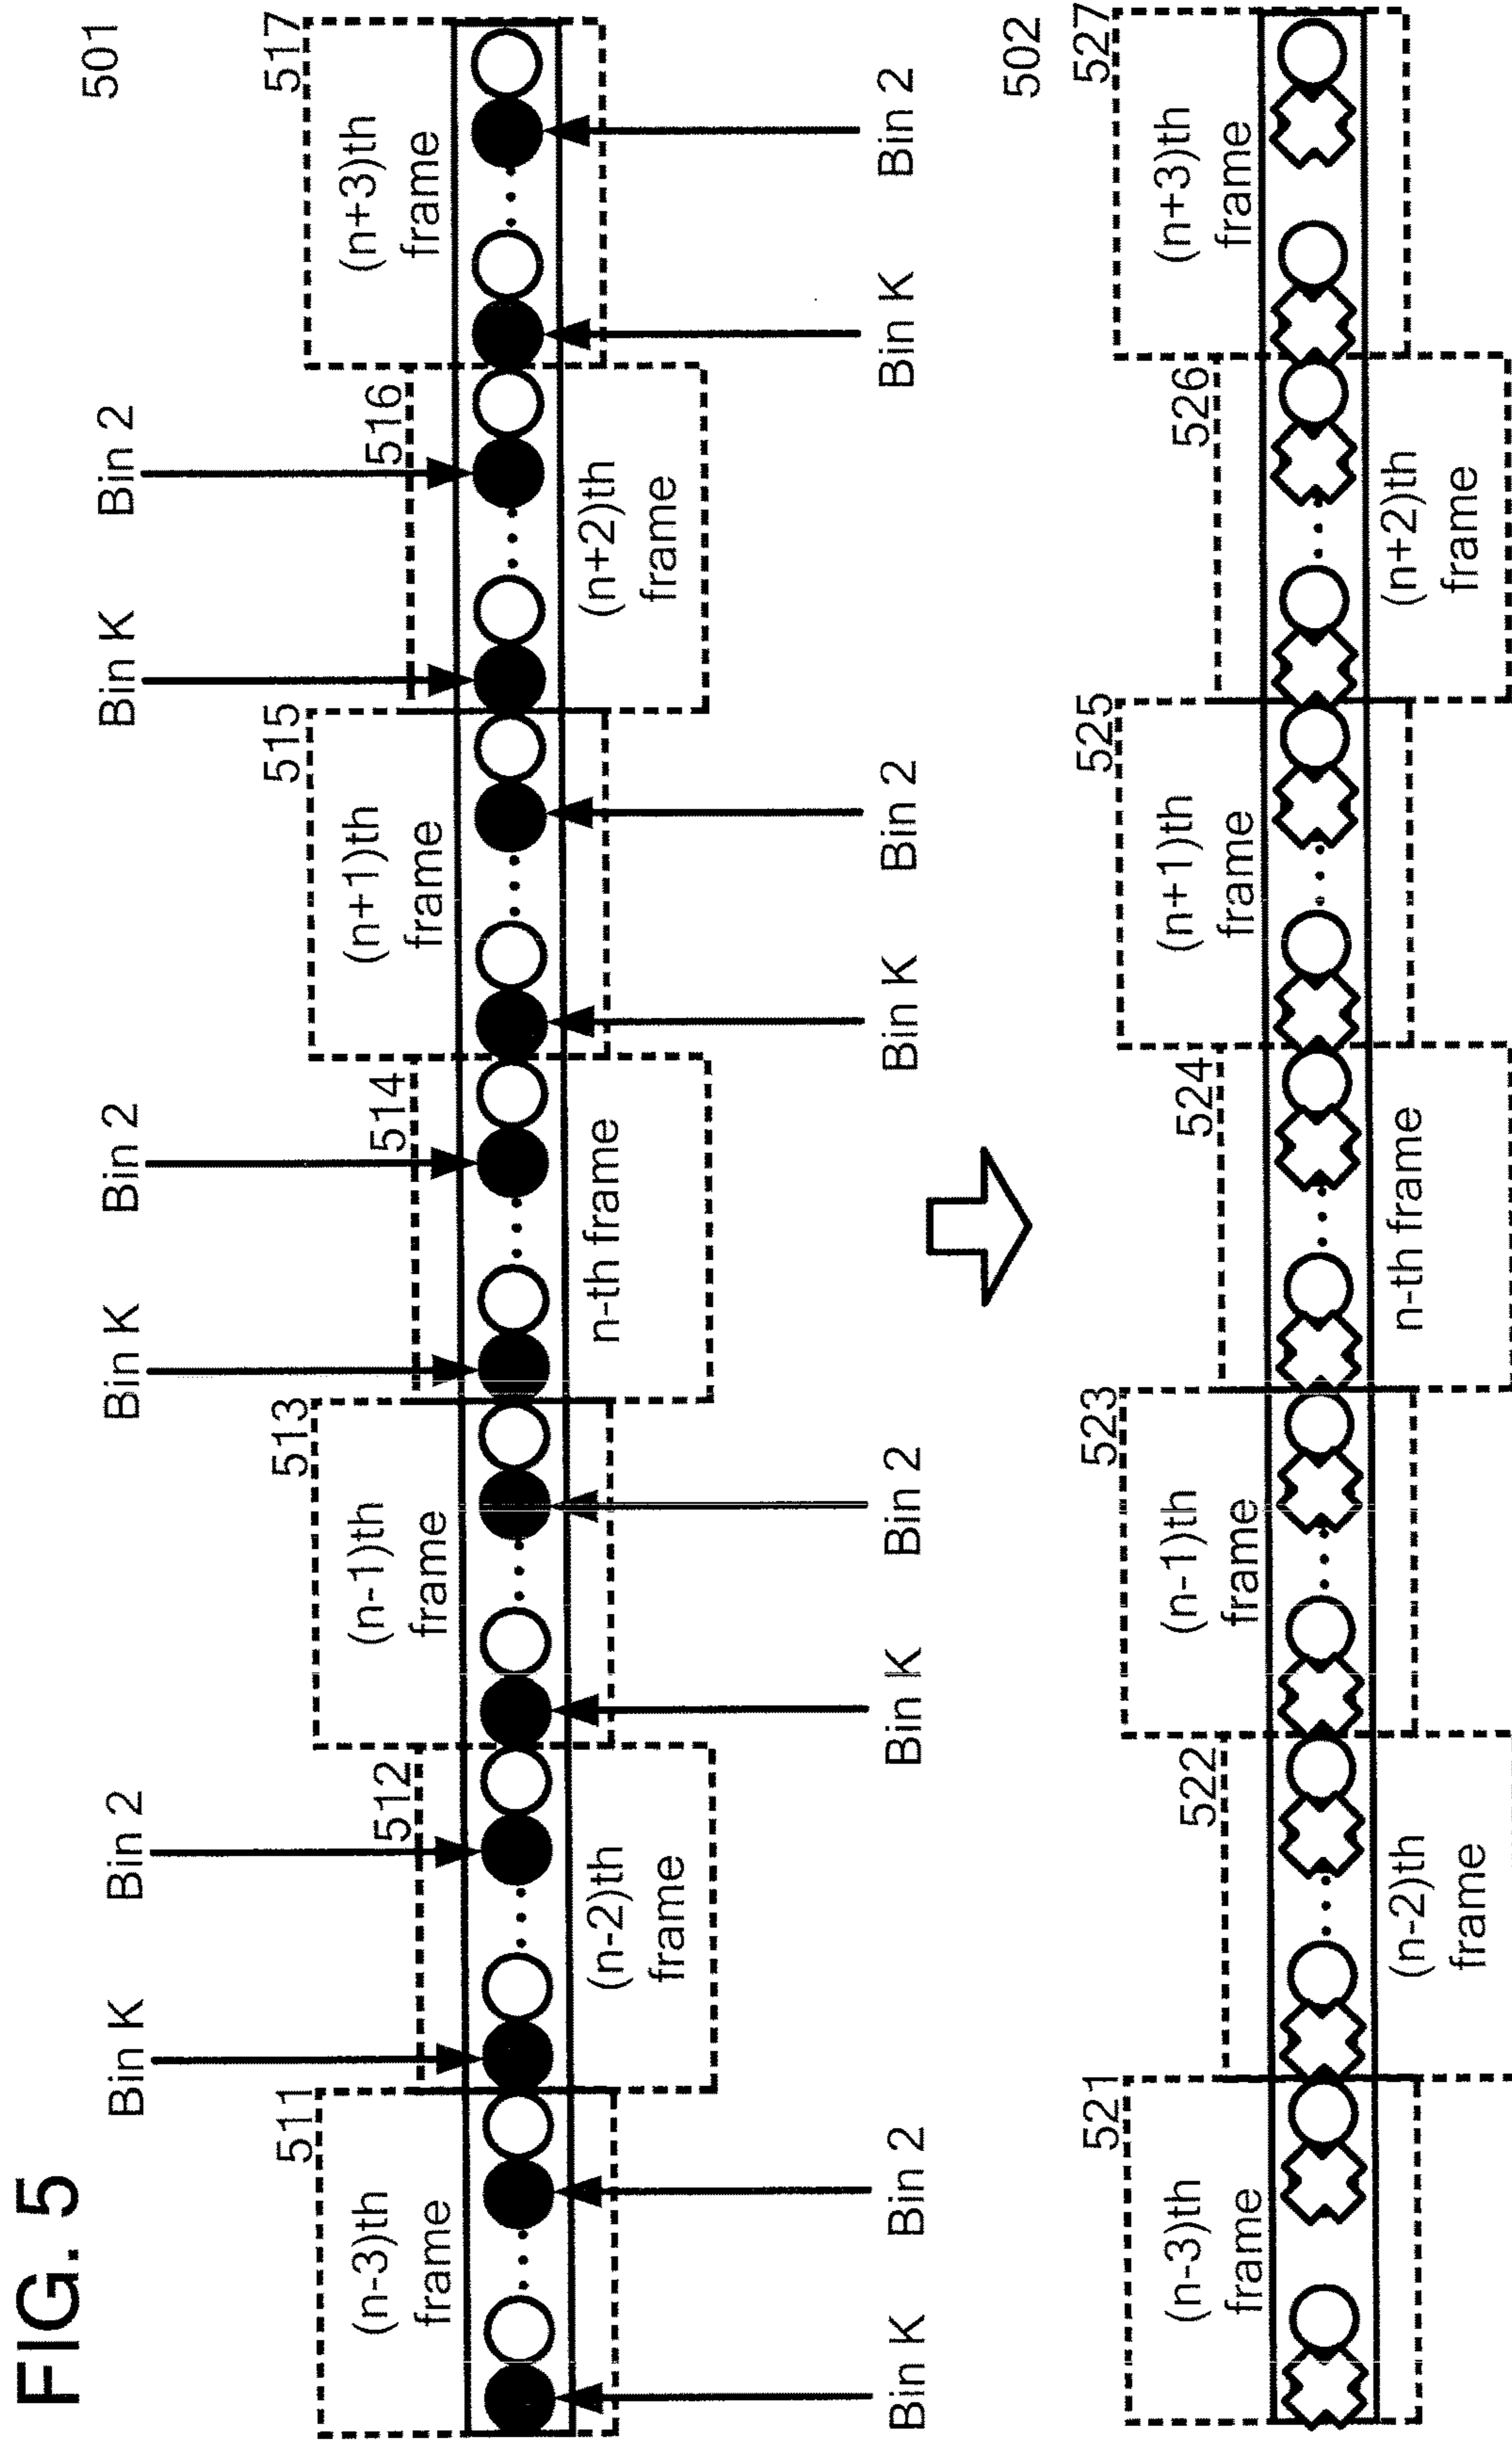 FIG. 5
501
Bin K
Bin 2
Bin K
Bin 2
Bin K
Bin 2
511
512
513
514
515
516
517
(n-3)th
frame
(n-1)th
frame
(n+1)th
frame
(n+3)th
frame
(n-2)th
frame
n-th frame
(n+2)th
frame
Bin K
Bin 2
Bin K
Bin 2
Bin K
Bin 2
Bin K
Bin 2
502
521
522
523
524
525
526
527
(n-3)th
frame
(n-1)th
frame
(n+1)th
frame
(n+3)th
frame
(n-2)th
frame
n-th frame
(n+2)th
frame